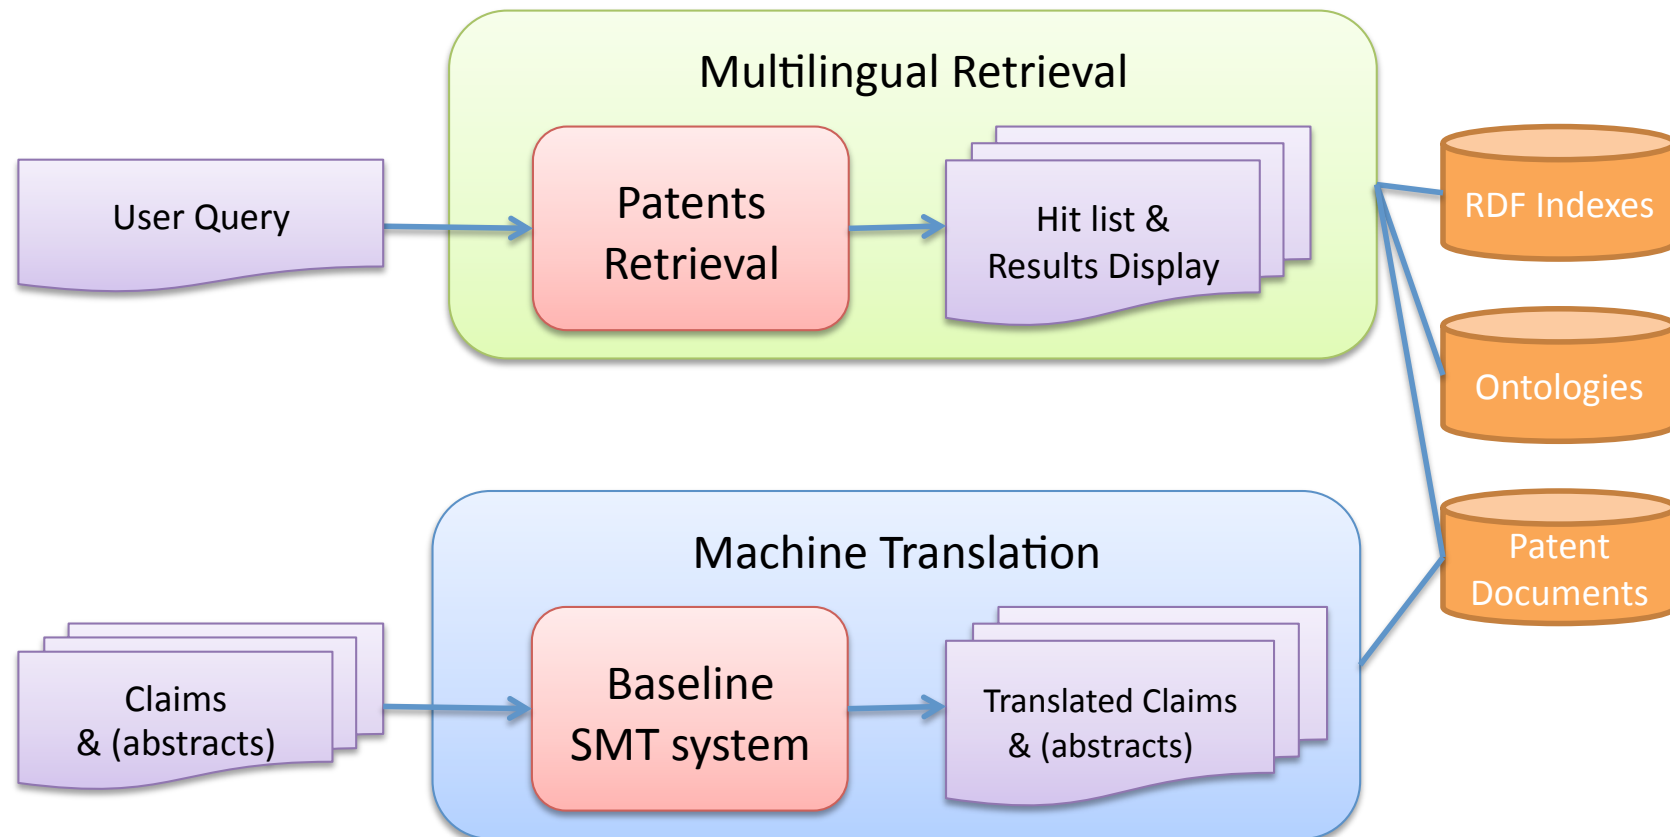 Multilingual Retrieval
User Query
Patents
Retrieval
Hit list &
Results Display
RDF Indexes
Ontologies
Patent
Documents
Machine Translation
Claims
& (abstracts)
Baseline
SMT system
Translated Claims
& (abstracts)